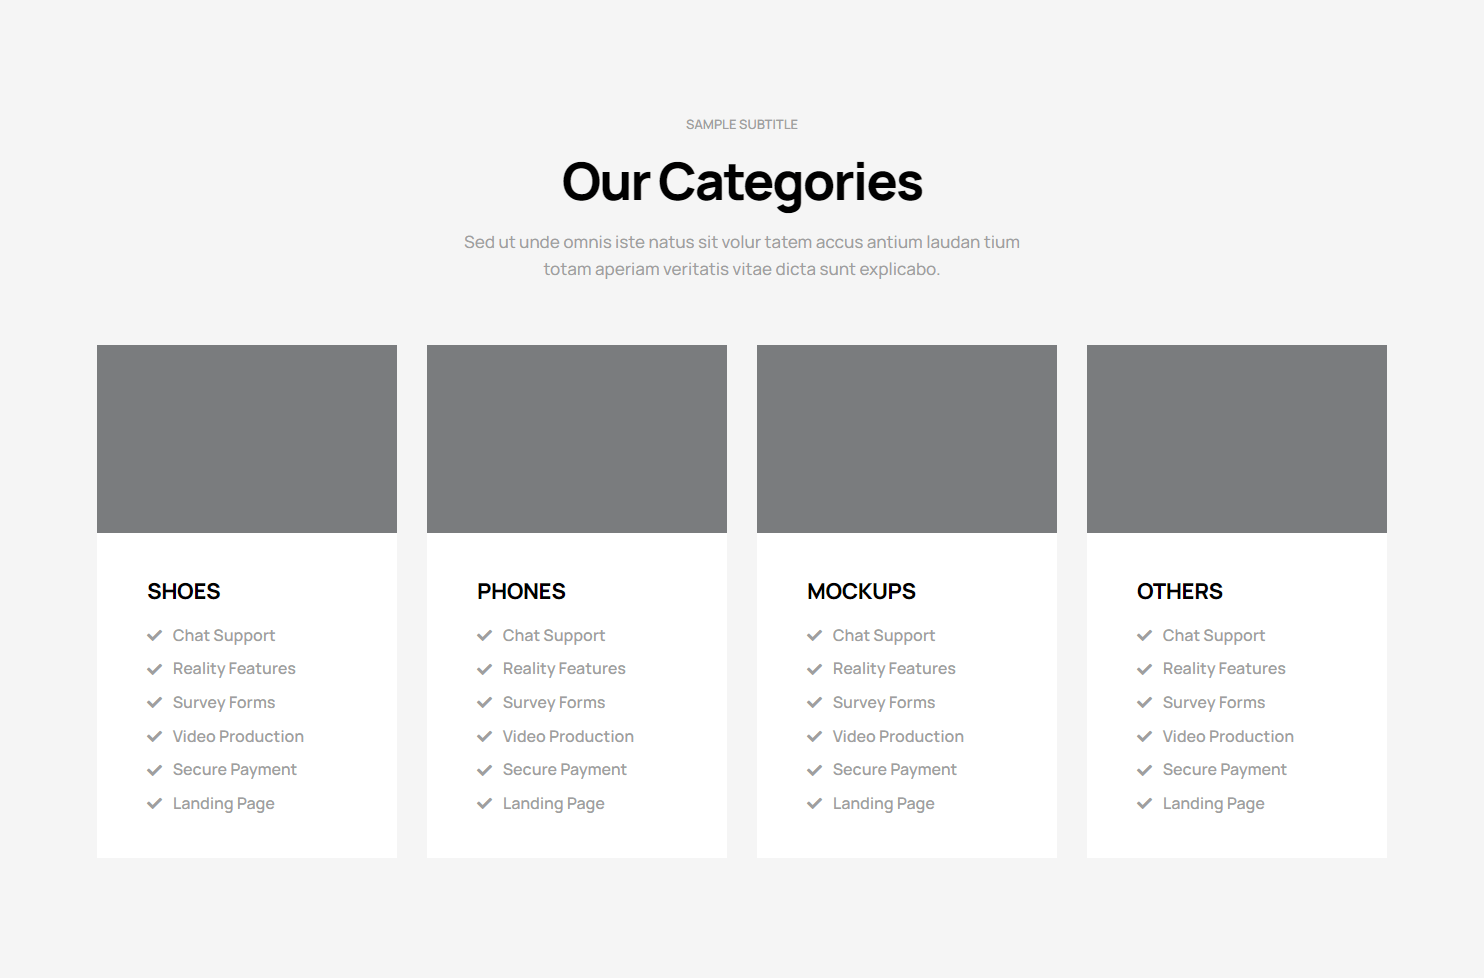 SAMPLE SUBTITLE
Our Categories
Sed ut unde omnis iste natus sit volur tatem accus antium laudan tium
totam aperiam veritatis vitae dicta sunt explicabo.
SHOES
Chat Support
Reality Features
Survey Forms
Video Production
Secure Payment
Landing Page
PHONES
Chat Support
Reality Features
Survey Forms
Video Production
Secure Payment
Landing Page
MOCKUPS
Chat Support
Reality Features
Survey Forms
Video Production
Secure Payment
Landing Page
OTHERS
Chat Support
Reality Features
Survey Forms
Video Production
Secure Payment
Landing Page